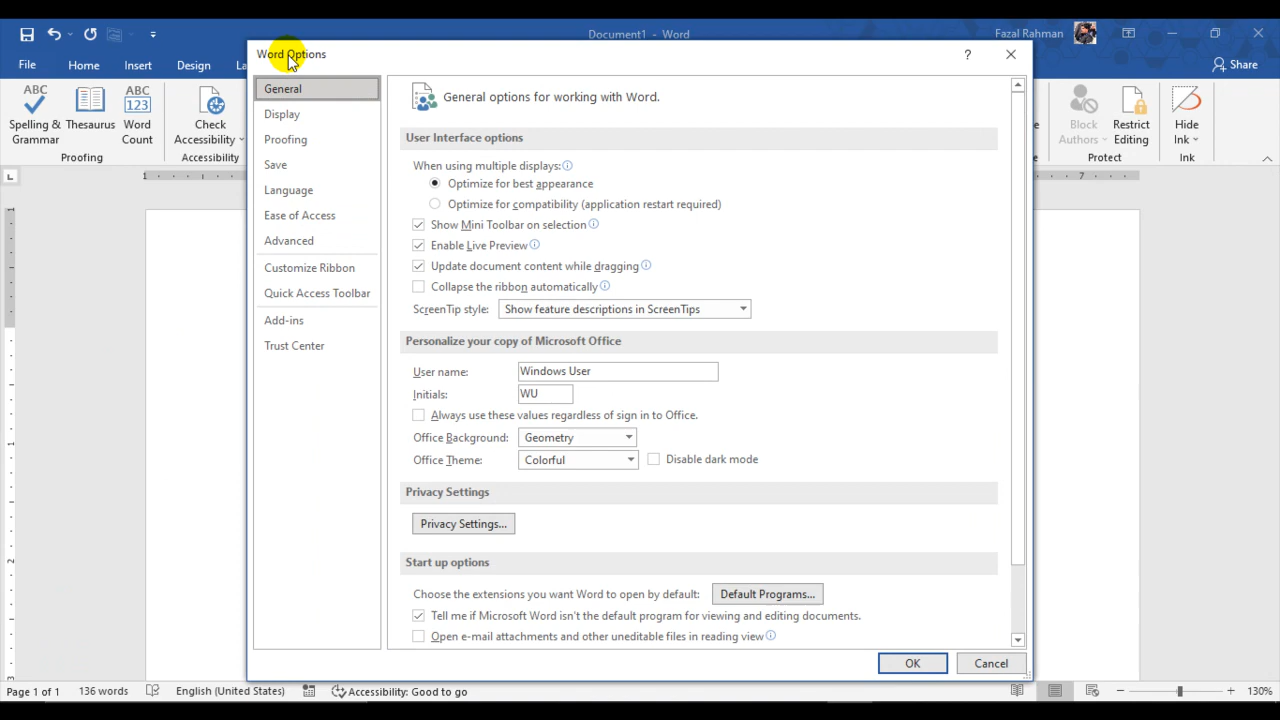 Document1 - Word
Fazal Rahman
File Home Insert Design
Share
Spelling & Grammar
Thesaurus
Word Count
Check Accessibility
Block Authors
Restrict Editing
Hide Ink
Proofing
Accessibility
Protect
Ink
Word Options
General
Display
Proofing
Save
Language
Ease of Access
Advanced
Customize Ribbon
Quick Access Toolbar
Add-ins
Trust Center
General options for working with Word.
User Interface options
When using multiple displays:
Optimize for best appearance
Optimize for compatibility (application restart required)
Show Mini Toolbar on selection
Enable Live Preview
Update document content while dragging
Collapse the ribbon automatically
ScreenTip style: Show feature descriptions in ScreenTips
Personalize your copy of Microsoft Office
User name: Windows User
Initials: WU
Always use these values regardless of sign in to Office.
Office Background: Geometry
Office Theme: Colorful Disable dark mode
Privacy Settings
Privacy Settings...
Start up options
Choose the extensions you want Word to open by default: Default Programs...
Tell me if Microsoft Word isn't the default program for viewing and editing documents.
Open e-mail attachments and other uneditable files in reading view
OK Cancel
Page 1 of 1 136 words English (United States) Accessibility: Good to go 130%